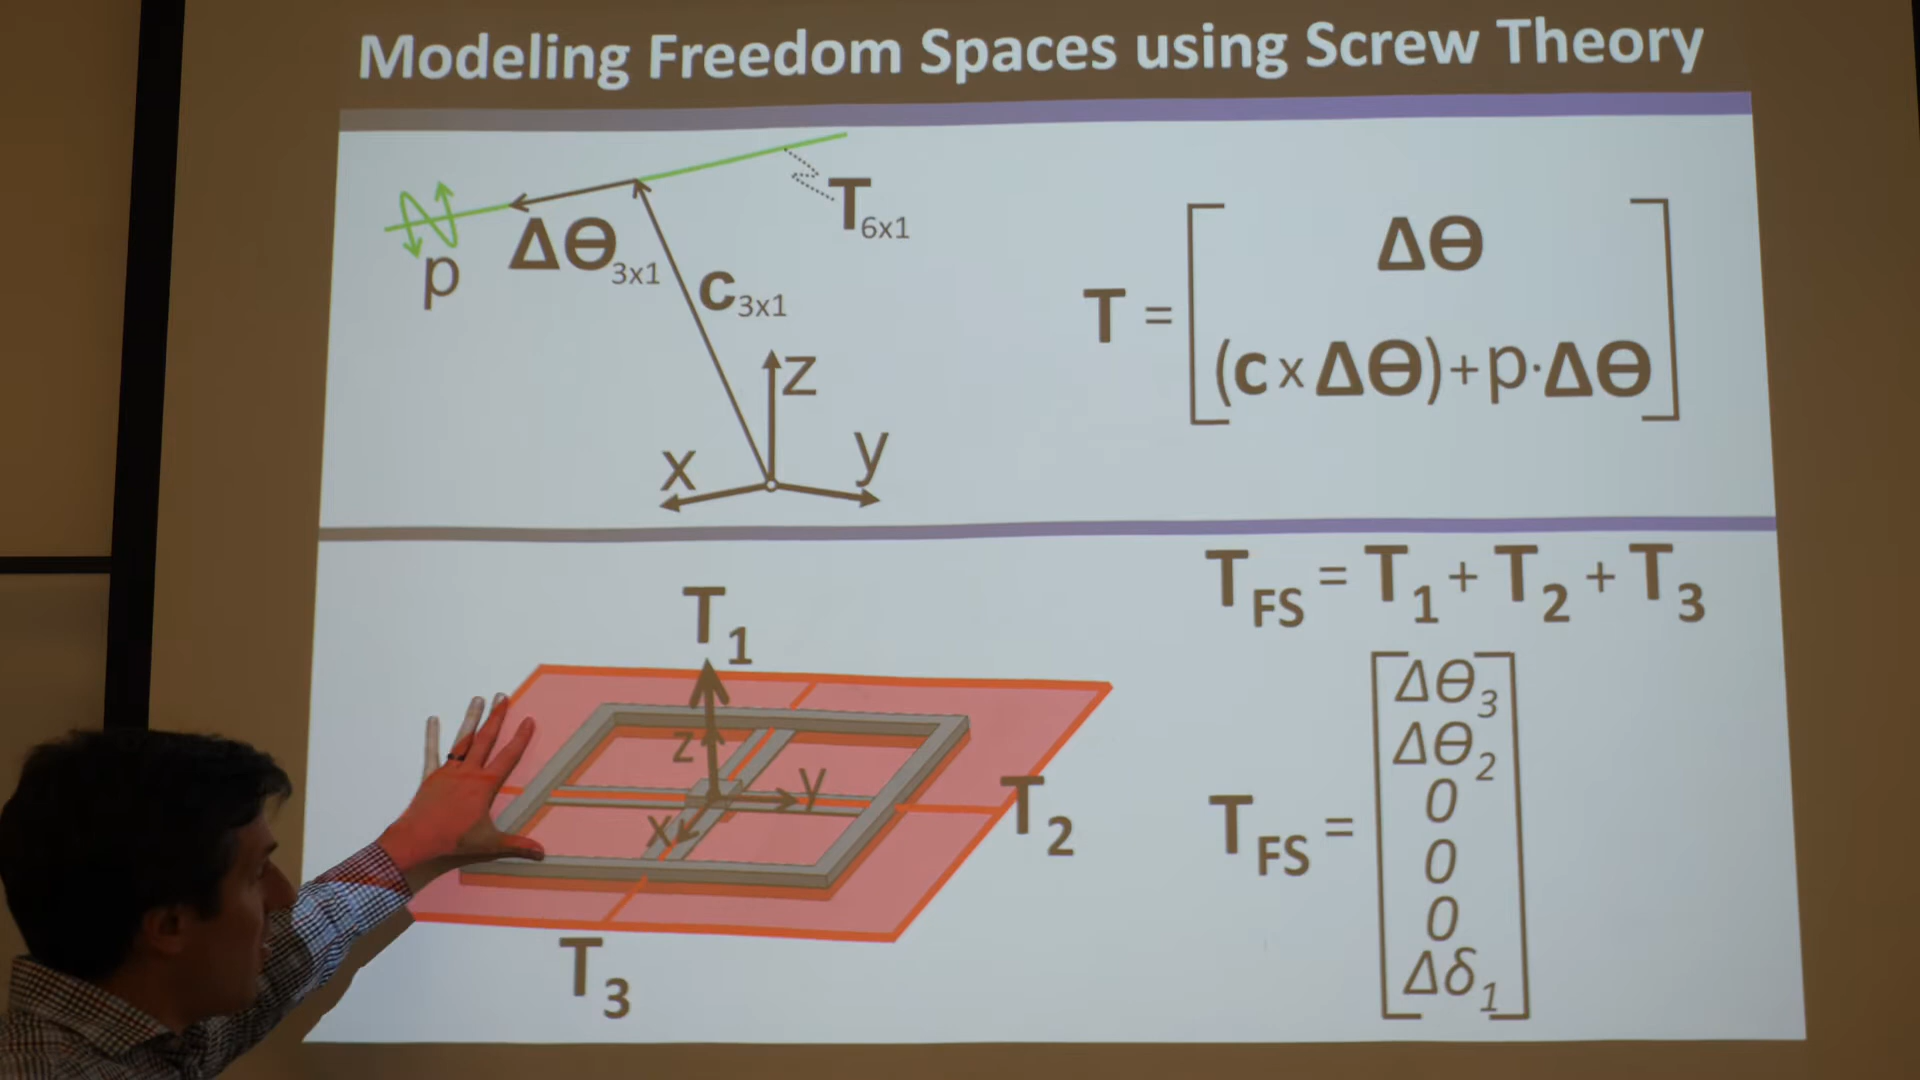 Modeling Freedom Spaces using Screw Theory
T6x1
p
Δθ3x1
c3x1
z
x
y
T = [ Δθ
(c x Δθ) + p·Δθ ]
TFS = T1 + T2 + T3
T1
z
y
x
T2
T3
TFS = [ Δθ3
Δθ2
0
0
0
Δδ1 ]